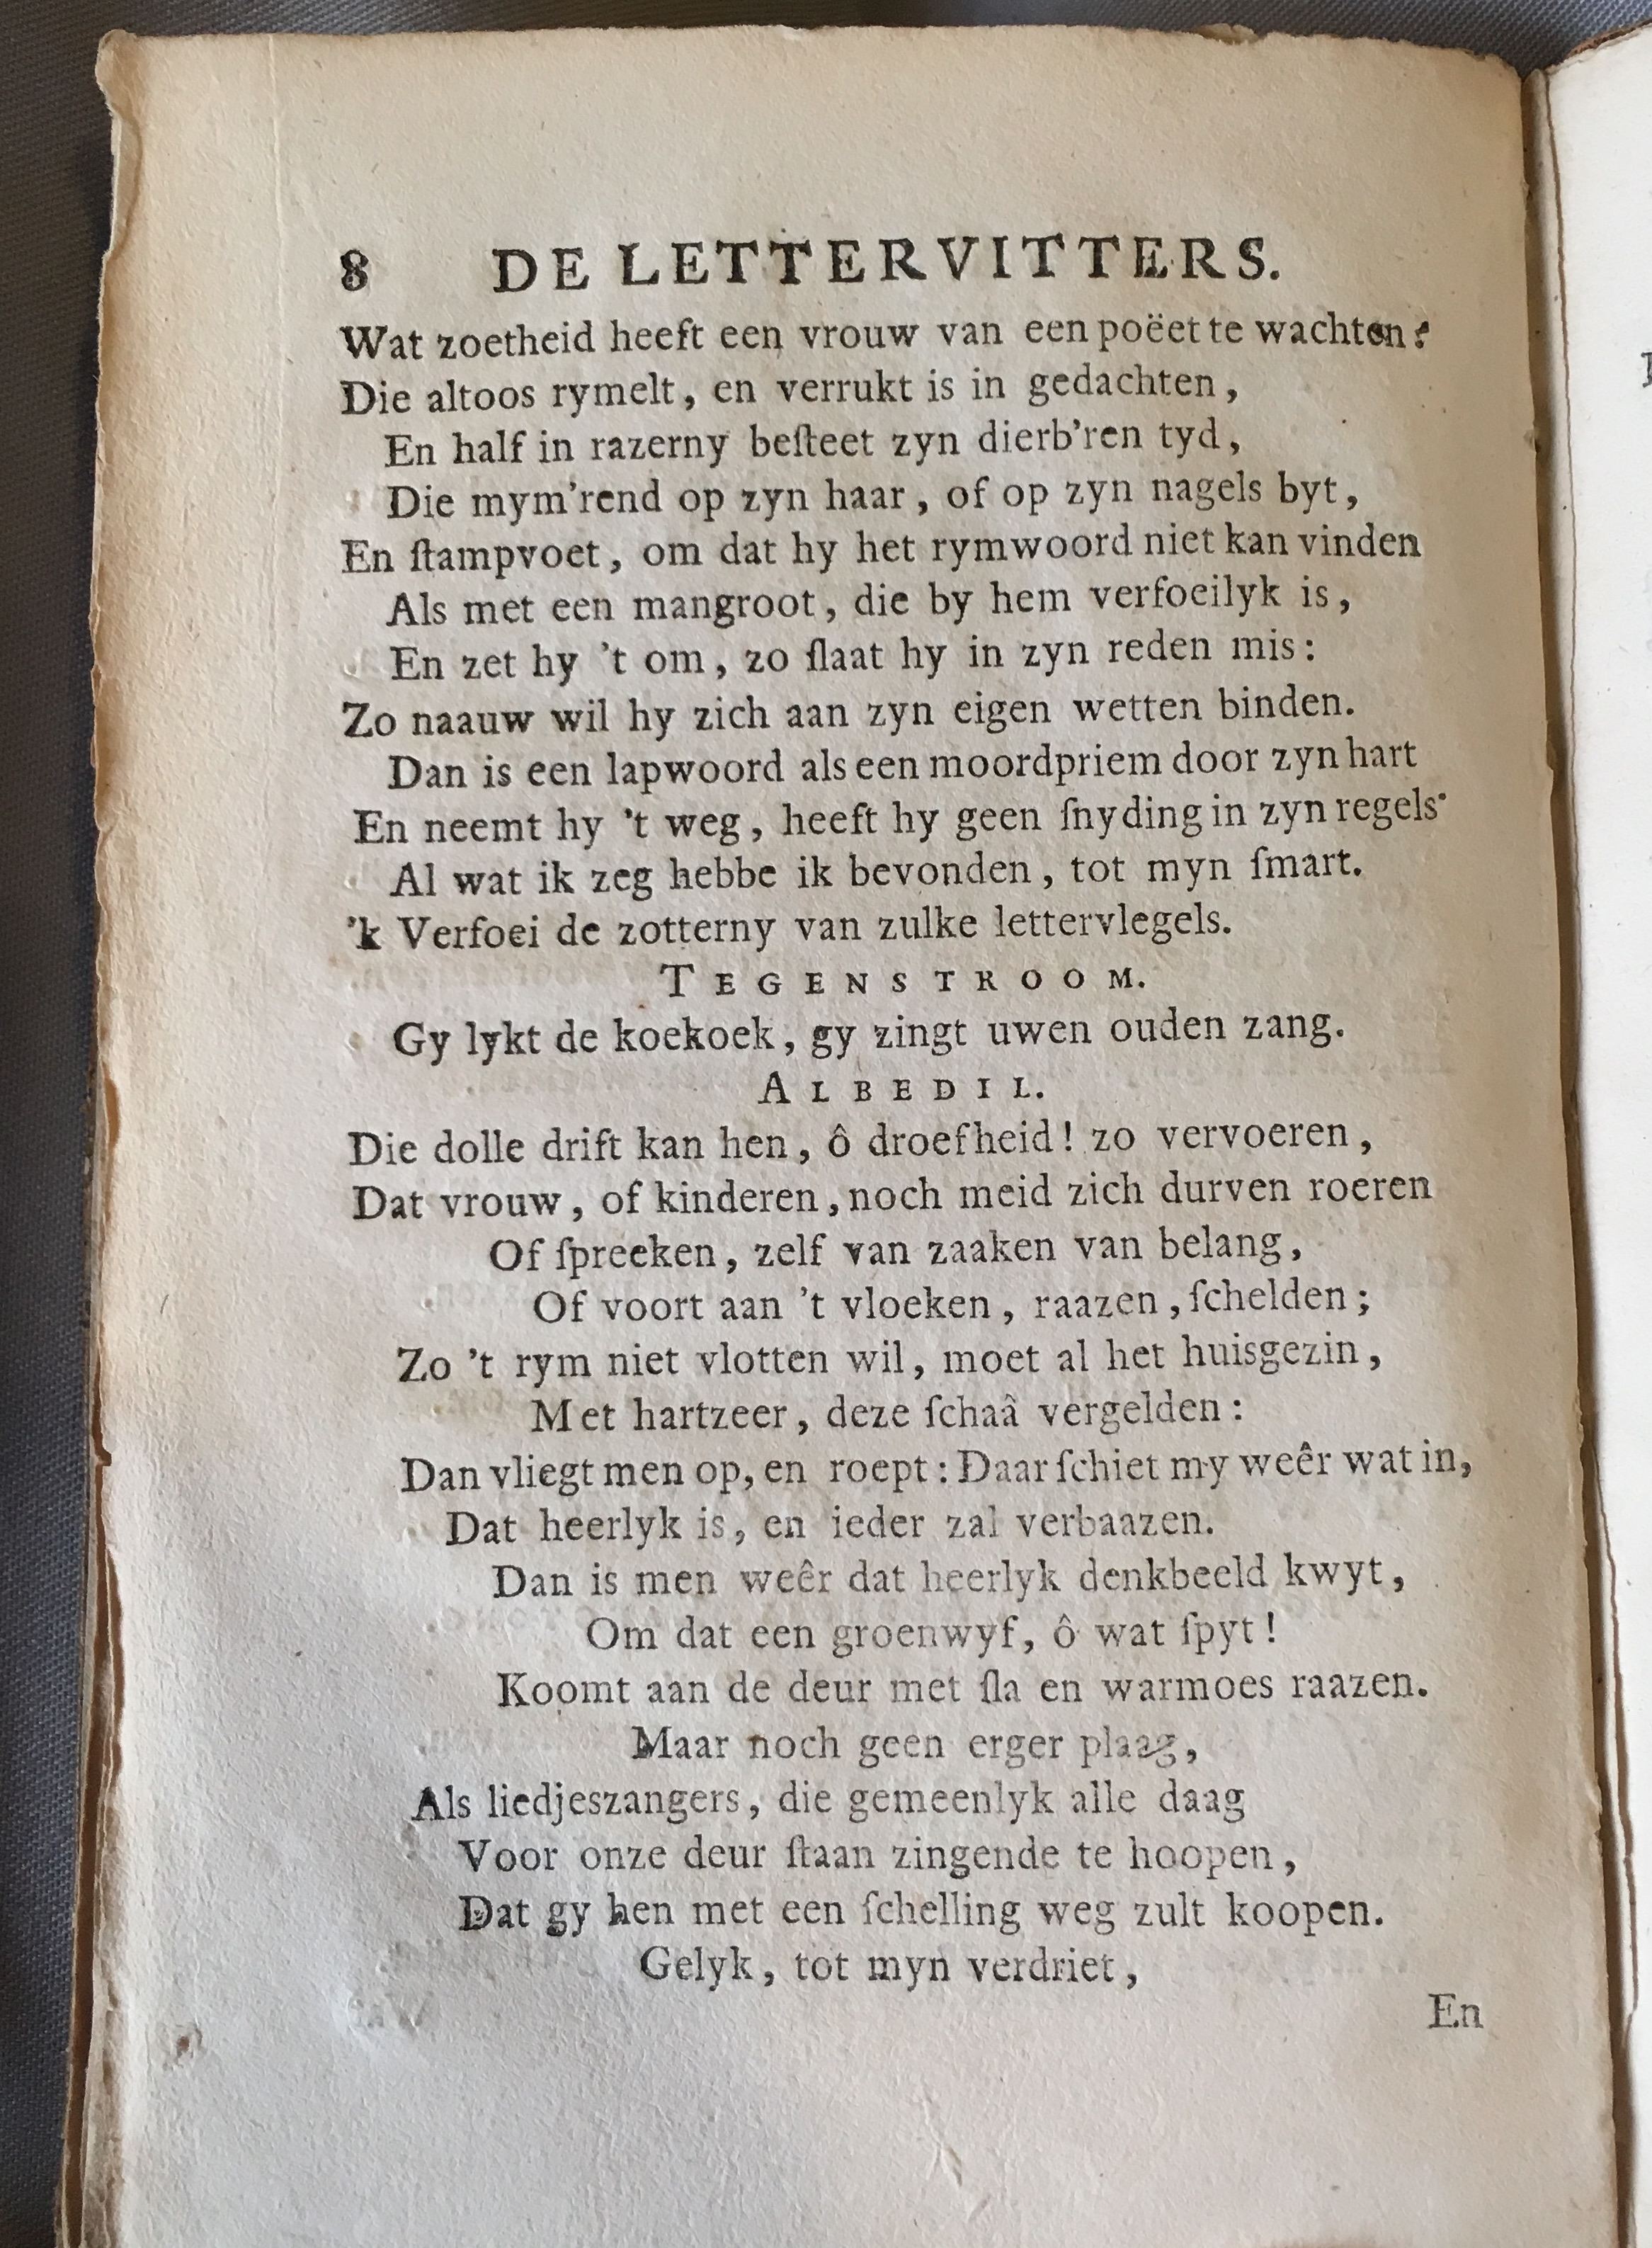 8 DE LETTERVITTERS.
Wat zoetheid heeft een vrouw van een poëet te wachten?
Die altoos rymelt, en verrukt is in gedachten,
En half in razerny beſteet zyn dierb'ren tyd,
Die mym'rend op zyn haar, of op zyn nagels byt,
En ſtampvoet, om dat hy het rymwoord niet kan vinden
Als met een mangroot, die by hem verfoeilyk is,
En zet hy 't om, zo ſlaat hy in zyn reden mis:
Zo naauw wil hy zich aan zyn eigen wetten binden.
Dan is een lapwoord als een moordpriem door zyn hart
En neemt hy 't weg, heeft hy geen ſnyding in zyn regels·
Al wat ik zeg hebbe ik bevonden, tot myn ſmart.
'k Verfoei de zotterny van zulke lettervlegels.
TEGENSTROOM.
Gy lykt de koekoek, gy zingt uwen ouden zang.
ALBEDIL.
Die dolle drift kan hen, ô droefheid! zo vervoeren,
Dat vrouw, of kinderen, noch meid zich durven roeren
Of ſpreeken, zelf van zaaken van belang,
Of voort aan 't vloeken, raazen, ſchelden;
Zo 't rym niet vlotten wil, moet al het huisgezin,
Met hartzeer, deze ſchaâ vergelden:
Dan vliegt men op, en roept: Daar ſchiet my weêr wat in,
Dat heerlyk is, en ieder zal verbaazen.
Dan is men weêr dat heerlyk denkbeeld kwyt,
Om dat een groenwyf, ô wat ſpyt!
Koomt aan de deur met ſla en warmoes raazen.
Maar noch geen erger plaag,
Als liedjeszangers, die gemeenlyk alle daag
Voor onze deur ſtaan zingende te hoopen,
Dat gy hen met een ſchelling weg zult koopen.
Gelyk, tot myn verdriet,
En